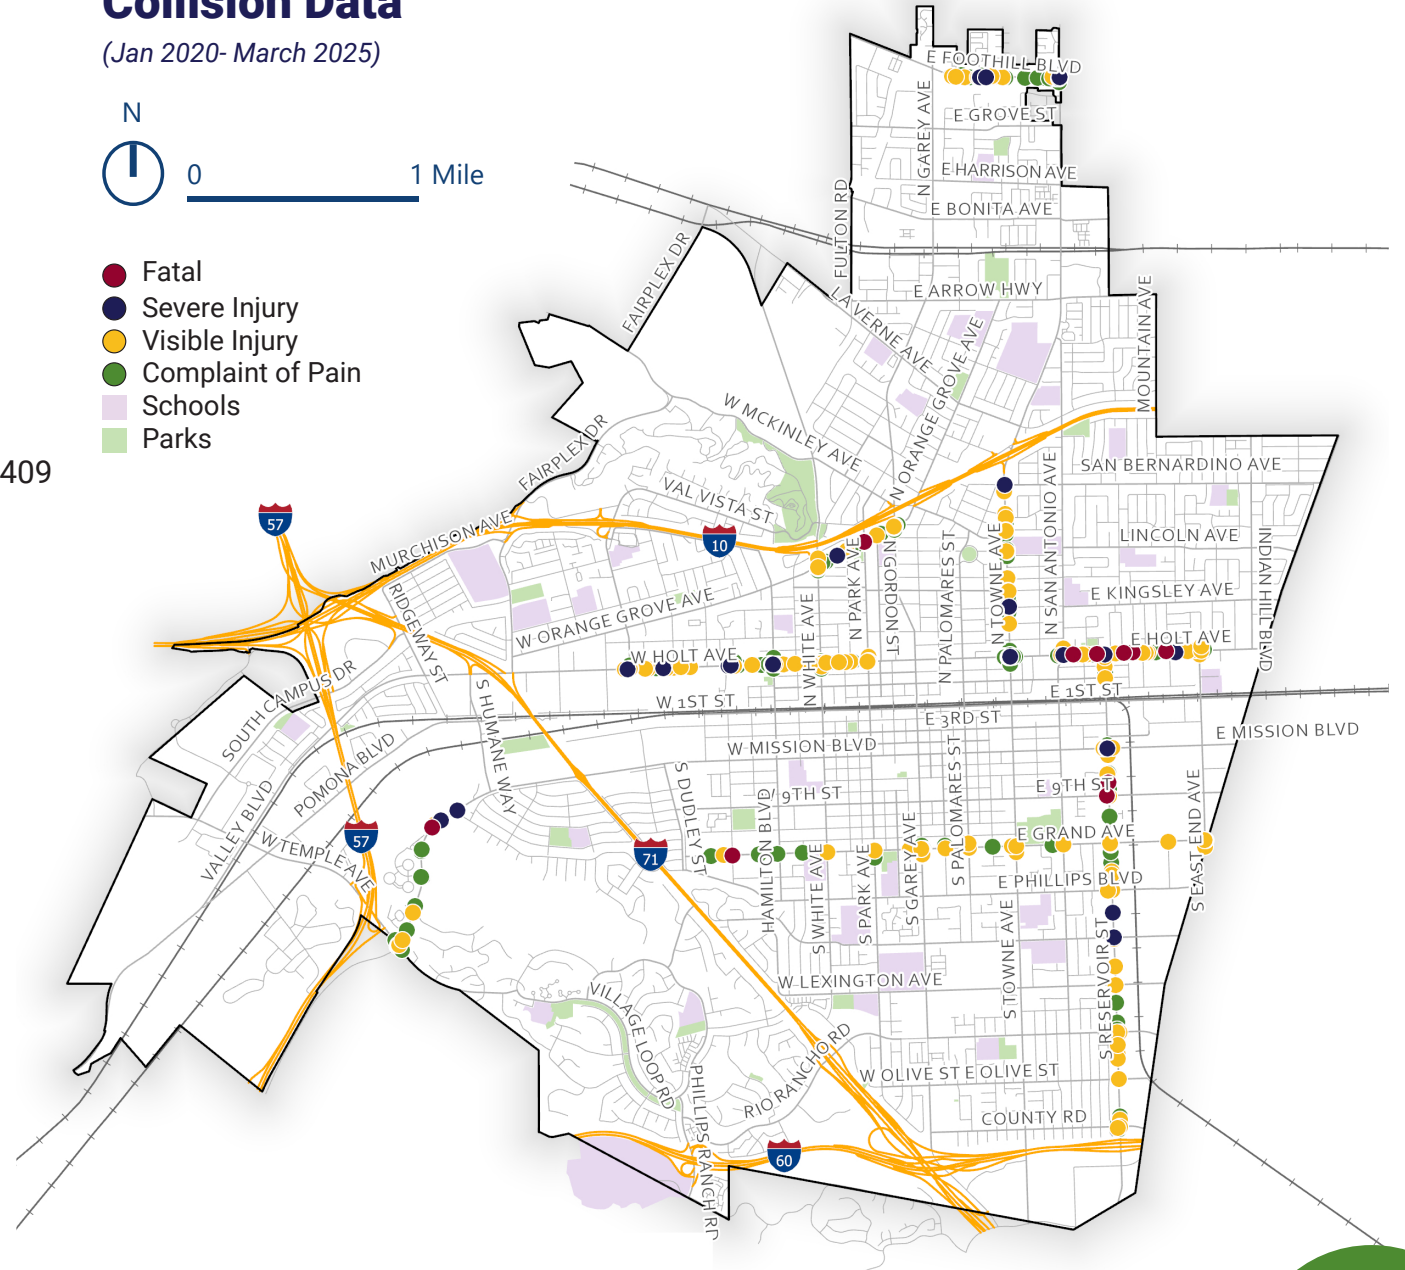 Collision Data
(Jan 2020- March 2025)
N
0
1 Mile
Fatal
Severe Injury
Visible Injury
Complaint of Pain
Schools
Parks
409
E FOOTHILL BLVD
N GAREY AVE
E GROVE ST
E HARRISON AVE
E BONITA AVE
FULTON RD
E ARROW HWY
FAIRPLEX DR
LA VERNE AVE
MOUNTAIN AVE
N ORANGE GROVE AVE
W MCKINLEY AVE
FAIRPLEX DR
SAN BERNARDINO AVE
VAL VISTA ST
N SAN ANTONIO AVE
57
MURCHISON AVE
10
LINCOLN AVE
INDIAN HILL BLVD
N PARK AVE
N GORDON ST
N PALOMARES ST
N TOWNE AVE
E KINGSLEY AVE
RIDGEWAY ST
W ORANGE GROVE AVE
N WHITE AVE
E HOLT AVE
W HOLT AVE
SOUTH CAMPUS DR
W 1ST ST
E 1ST ST
S HUMANE WAY
E 3RD ST
E MISSION BLVD
W MISSION BLVD
POMONA BLVD
VALLEY BLVD
S DUDLEY ST
W 9TH ST
E 9TH ST
HAMILTON BLVD
S PALOMARES ST
S EAST END AVE
57
W TEMPLE AVE
71
E GRAND AVE
S WHITE AVE
S PARK AVE
S GAREY AVE
E PHILLIPS BLVD
S TOWNE AVE
S RESERVOIR ST
W LEXINGTON AVE
VILLAGE LOOP RD
PHILLIPS RANCH RD
RIO RANCHO RD
W OLIVE ST
E OLIVE ST
COUNTY RD
60